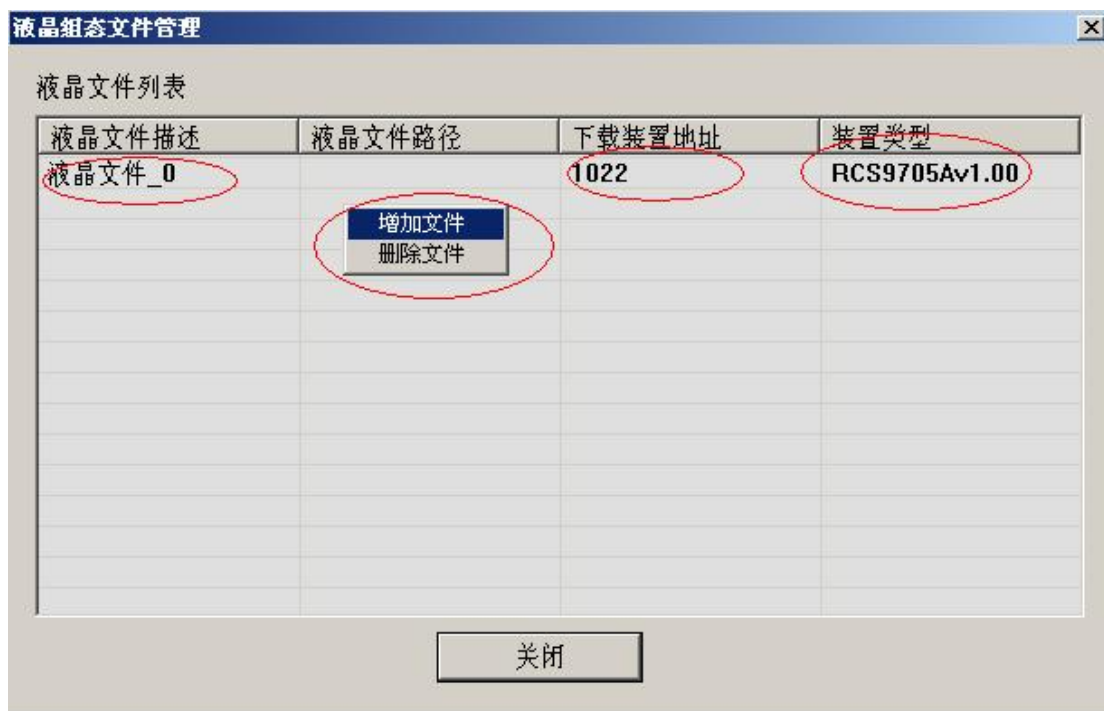 液晶组态文件管理
液晶文件列表
液晶文件描述 液晶文件路径 下载装置地址 装置类型
液晶文件_0 1022 RCS9705Av1.00
增加文件
删除文件
关闭